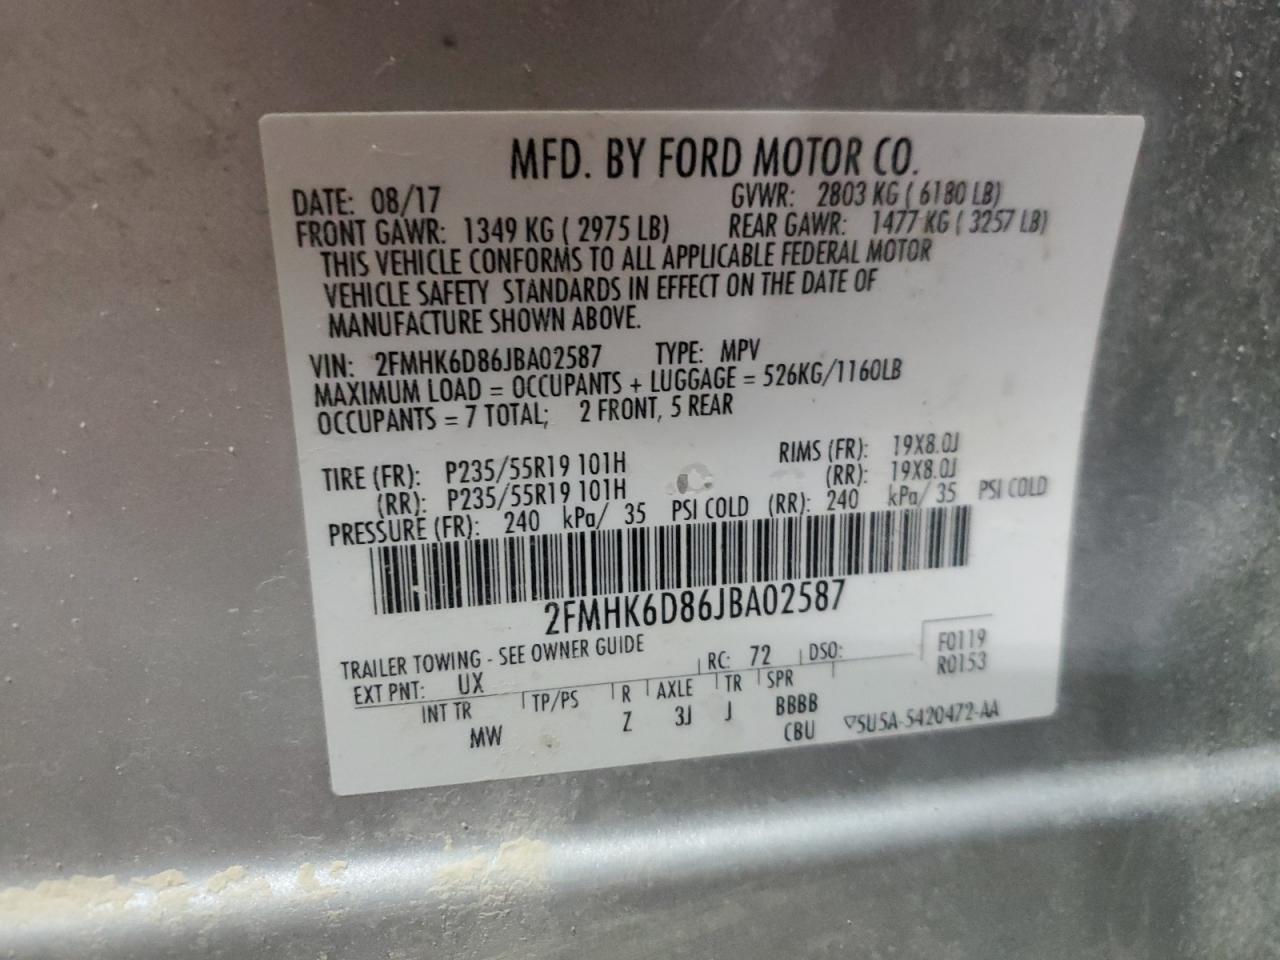 MFD. BY FORD MOTOR CO.
DATE: 08/17 GVWR: 2803 KG ( 6180 LB)
FRONT GAWR: 1349 KG ( 2975 LB) REAR GAWR: 1477 KG ( 3257 LB)
THIS VEHICLE CONFORMS TO ALL APPLICABLE FEDERAL MOTOR
VEHICLE SAFETY STANDARDS IN EFFECT ON THE DATE OF
MANUFACTURE SHOWN ABOVE.
VIN: 2FMHK6D86JBA02587 TYPE: MPV
MAXIMUM LOAD = OCCUPANTS + LUGGAGE = 526KG/1160LB
OCCUPANTS = 7 TOTAL; 2 FRONT, 5 REAR
TIRE (FR): P235/55R19 101H RIMS (FR): 19X8.0J
(RR): P235/55R19 101H (RR): 19X8.0J
PRESSURE (FR): 240 kPa/ 35 PSI COLD (RR): 240 kPa/ 35 PSI COLD
2FMHK6D86JBA02587
TRAILER TOWING - SEE OWNER GUIDE F0119
EXT PNT: UX RC: 72 DSO: R0153
INT TR TP/PS R AXLE TR SPR
MW Z 3J J BBBB
CBU ▽5U5A-5420472-AA